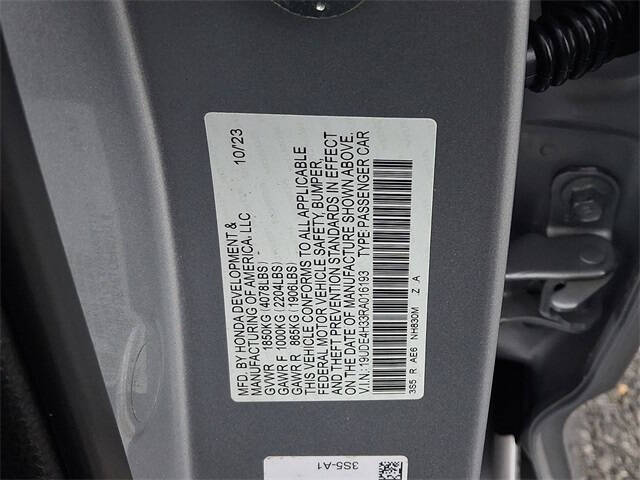 MFD. BY HONDA DEVELOPMENT & 10/23
MANUFACTURING OF AMERICA, LLC
GVWR 1850KG (4078LBS)
GAWR F 1000KG (2204LBS)
GAWR R 865KG (1906LBS)
THIS VEHICLE CONFORMS TO ALL APPLICABLE
FEDERAL MOTOR VEHICLE SAFETY, BUMPER,
AND THEFT PREVENTION STANDARDS IN EFFECT
ON THE DATE OF MANUFACTURE SHOWN ABOVE.
V.I.N.: 19UDE4H33RA016193 TYPE:PASSENGER CAR
3S5 R AE6 NH830M Z A
3S5-A1